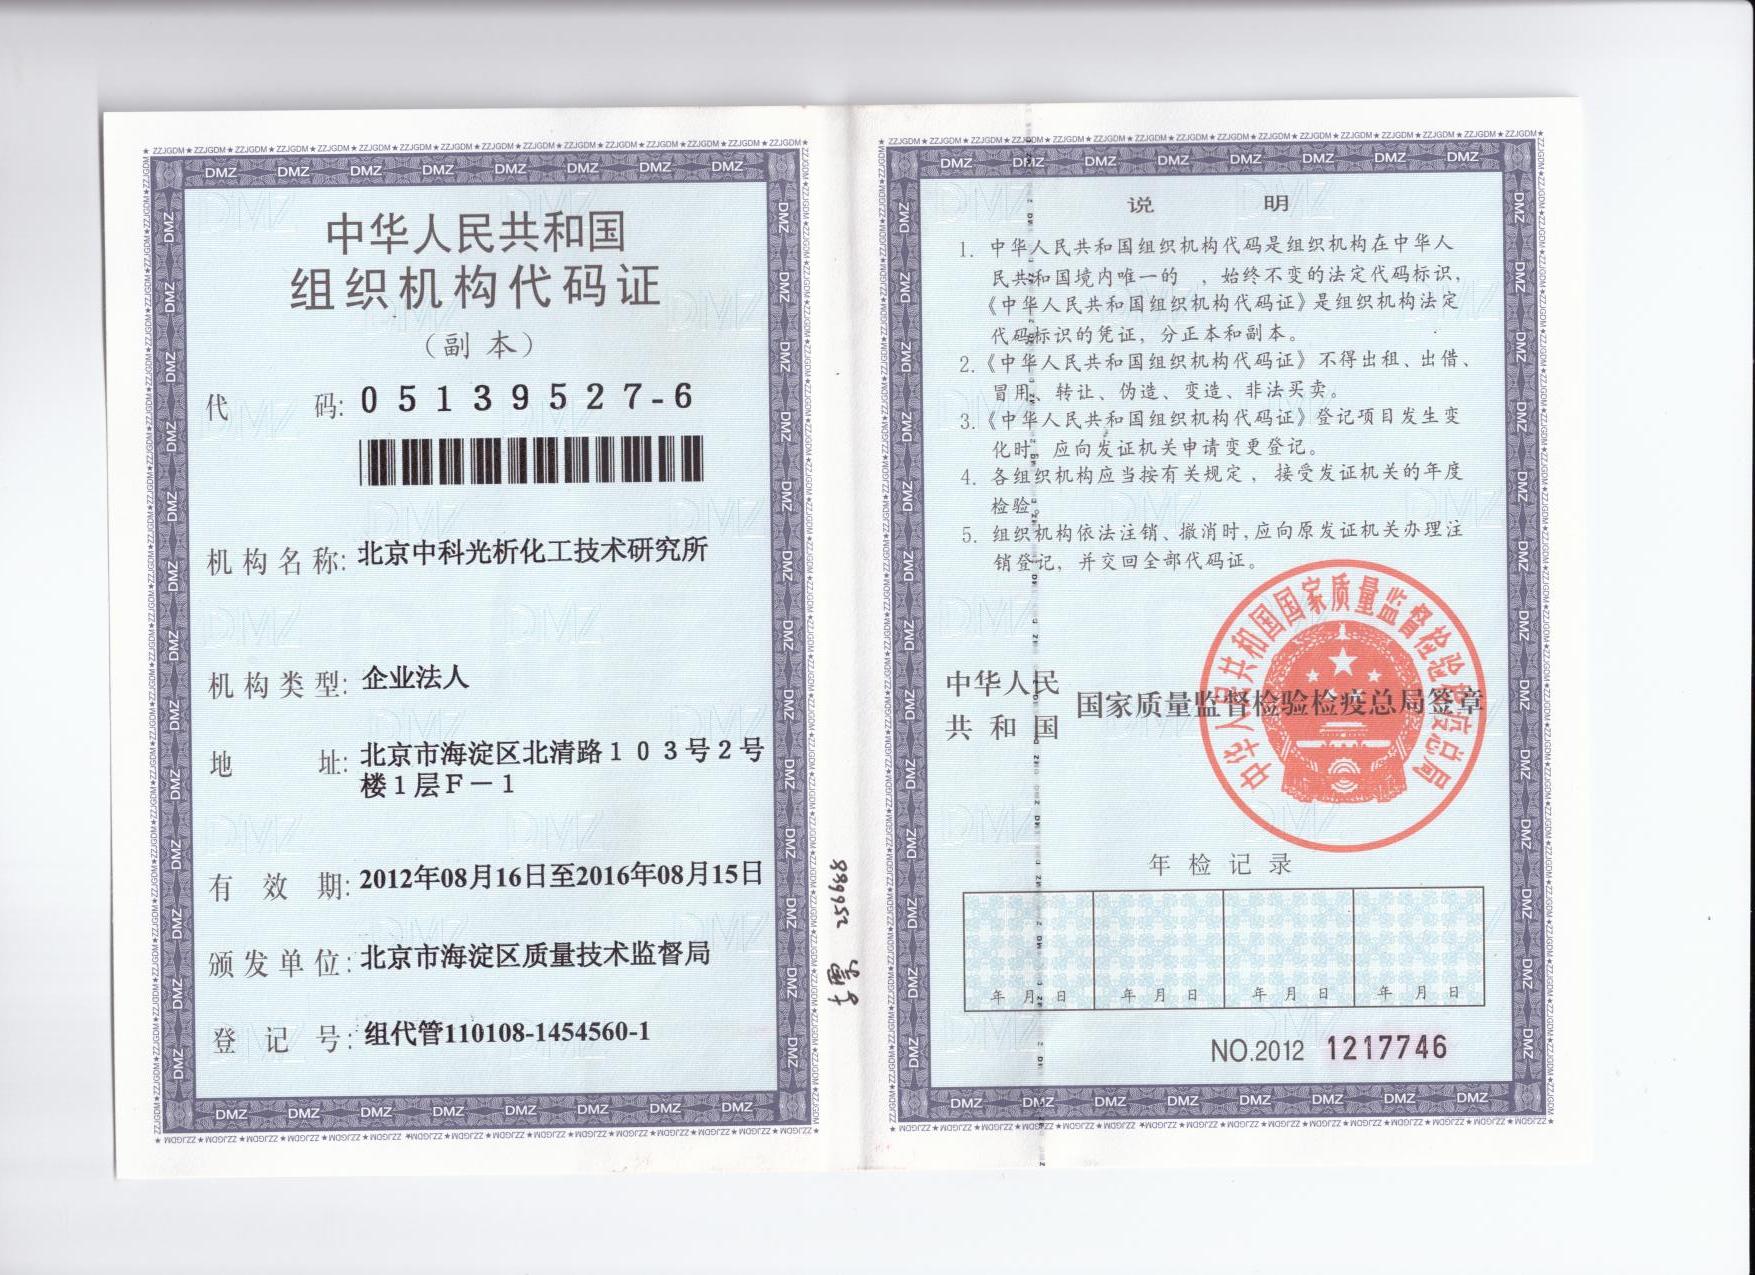 中华人民共和国
组织机构代码证
（副 本）
代 码: 05139527-6
机构名称: 北京中科光析化工技术研究所
机构类型: 企业法人
地 址: 北京市海淀区北清路１０３号２号
楼１层Ｆ－１
有 效 期: 2012年08月16日至2016年08月15日
颁发单位: 北京市海淀区质量技术监督局
登 记 号: 组代管110108-1454560-1
说 明
1. 中华人民共和国组织机构代码是组织机构在中华人
民共和国境内唯一的 ，始终不变的法定代码标识，
《中华人民共和国组织机构代码证》是组织机构法定
代码标识的凭证，分正本和副本。
2.《中华人民共和国组织机构代码证》不得出租、出借、
冒用、转让、伪造、变造、非法买卖。
3.《中华人民共和国组织机构代码证》登记项目发生变
化时， 应向发证机关申请变更登记。
4. 各组织机构应当按有关规定，接受发证机关的年度
检验。
5. 组织机构依法注销、撤消时,应向原发证机关办理注
销登记，并交回全部代码证。
中华人民
共 和 国
国家质量监督检验检疫总局签章
中华人民共和国国家质量监督检验检疫总局
年 检 记 录
年 月 日 年 月 日 年 月 日 年 月 日
NO.2012 1217746